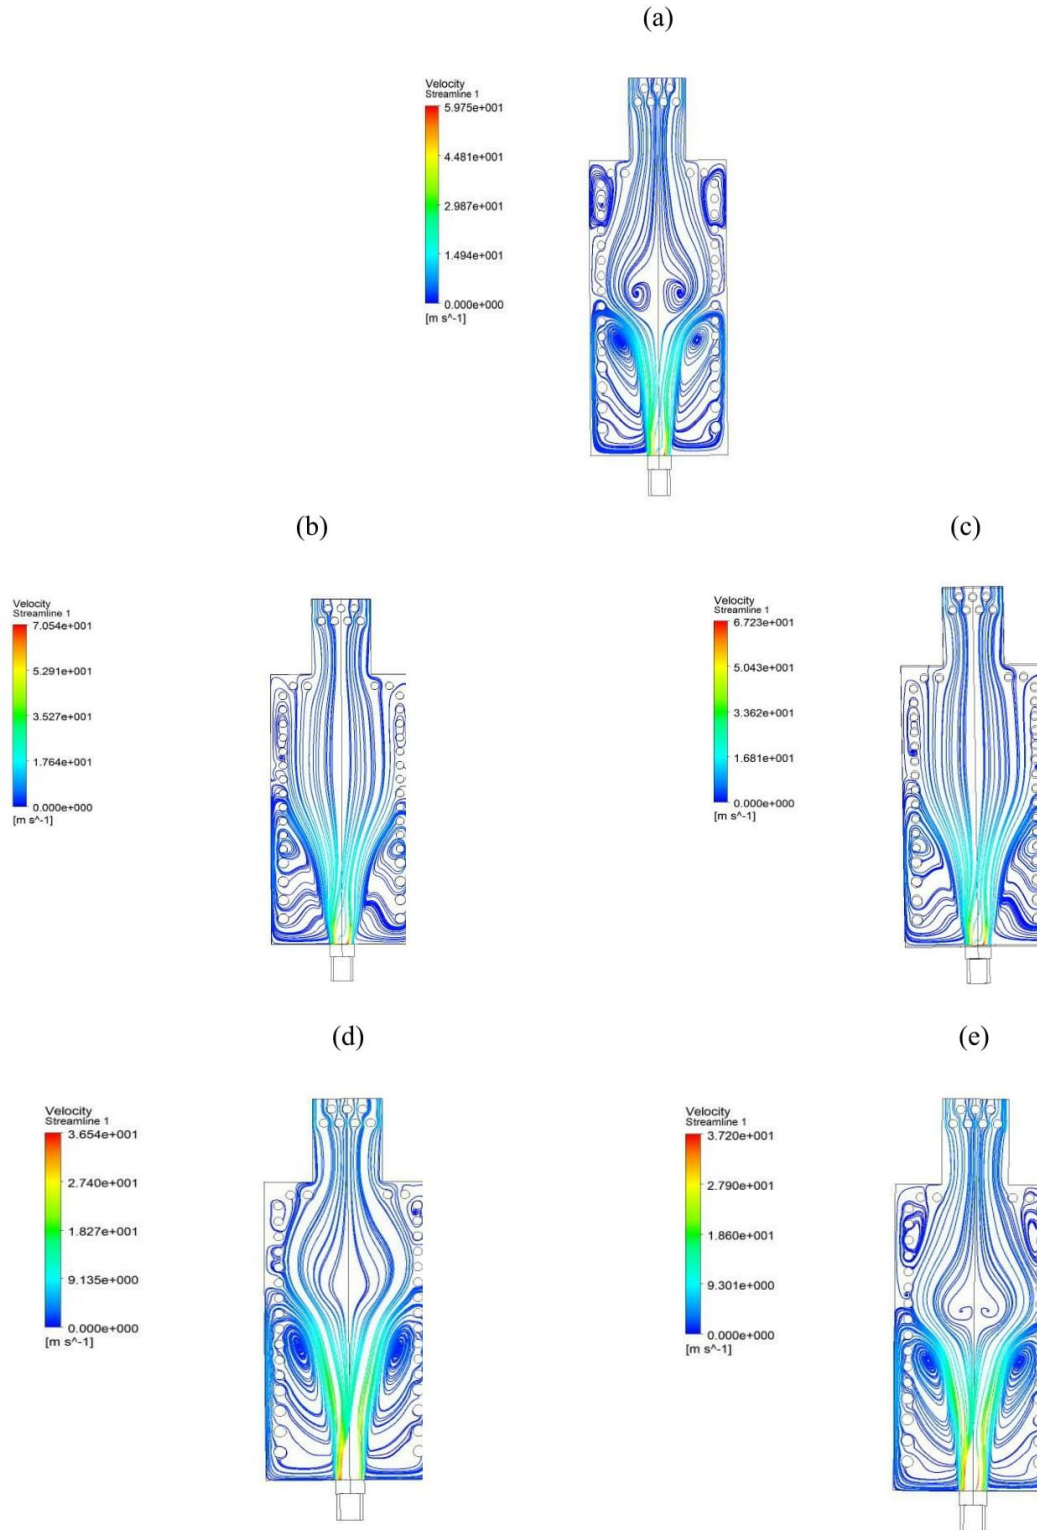 (a)
Velocity
Streamline 1
5.975e+001
4.481e+001
2.987e+001
1.494e+001
0.000e+000
[m s^-1]
(b)
Velocity
Streamline 1
7.054e+001
5.291e+001
3.527e+001
1.764e+001
0.000e+000
[m s^-1]
(c)
Velocity
Streamline 1
6.723e+001
5.043e+001
3.362e+001
1.681e+001
0.000e+000
[m s^-1]
(d)
Velocity
Streamline 1
3.654e+001
2.740e+001
1.827e+001
9.135e+000
0.000e+000
[m s^-1]
(e)
Velocity
Streamline 1
3.720e+001
2.790e+001
1.860e+001
9.301e+000
0.000e+000
[m s^-1]